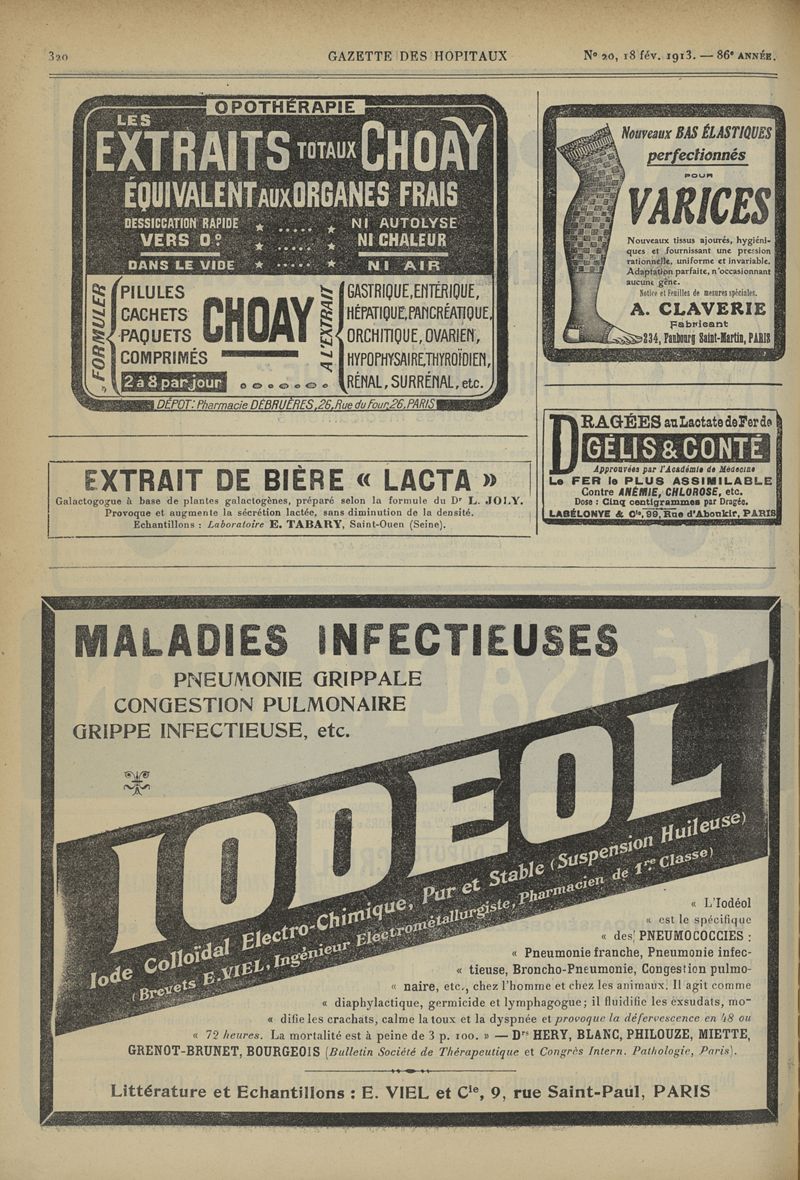 320
GAZETTE DES HOPITAUX
N° 20, 18 fév. 1913. — 86e ANNÉE.
OPOTHÉRAPIE
LES
EXTRAITS TOTAUX CHOAY
ÉQUIVALENT AUX ORGANES FRAIS
DESSICCATION RAPIDE ★ ..... ★ NI AUTOLYSE
VERS 0° ★ ..... ★ NI CHALEUR
DANS LE VIDE ★ ..... ★ NI AIR
FORMULER
PILULES
CACHETS
PAQUETS
COMPRIMÉS
2 à 8 par jour
CHOAY
A L'EXTRAIT
GASTRIQUE, ENTÉRIQUE,
HÉPATIQUE, PANCRÉATIQUE,
ORCHITIQUE, OVARIEN,
HYPOPHYSAIRE, THYROÏDIEN,
RÉNAL, SURRÉNAL, etc.
DÉPOT: Pharmacie DEBRUÈRES, 26, Rue du Four, 26, PARIS
Nouveaux BAS ÉLASTIQUES
perfectionnés
POUR
VARICES
Nouveaux tissus ajourés, hygiéni-
ques et fournissant une pression
rationnelle, uniforme et invariable.
Adaptation parfaite, n'occasionnant
aucune gêne.
Notice et Feuilles de mesures spéciales.
A. CLAVERIE
Fabricant
234, Faubourg Saint-Martin, PARIS
DRAGÉES au Lactate de Fer de
GÉLIS & CONTÉ
Approuvées par l'Académie de Médecine
Le FER le PLUS ASSIMILABLE
Contre ANÉMIE, CHLOROSE, etc.
Dose : Cinq centigrammes par Dragée.
LABÉLONYE & Cie, 99, Rue d'Aboukir, PARIS
EXTRAIT DE BIÈRE « LACTA »
Galactogogue à base de plantes galactogènes, préparé selon la formule du Dr L. JOLY.
Provoque et augmente la sécrétion lactée, sans diminution de la densité.
Echantillons : Laboratoire E. TABARY, Saint-Ouen (Seine).
MALADIES INFECTIEUSES
PNEUMONIE GRIPPALE
CONGESTION PULMONAIRE
GRIPPE INFECTIEUSE, etc.
IODEOL
Iode Colloïdal Electro-Chimique, Pur et Stable (Suspension Huileuse)
(Brevets E. VIEL, Ingénieur Electrométallurgiste, Pharmacien de 1re Classe)
« L'Iodéol
« est le spécifique
« des PNEUMOCOCCIES :
« Pneumonie franche, Pneumonie infec-
« tieuse, Broncho-Pneumonie, Congestion pulmo-
« naire, etc., chez l'homme et chez les animaux. Il agit comme
« diaphylactique, germicide et lymphagogue; il fluidifie les exsudats, mo-
« difie les crachats, calme la toux et la dyspnée et provoque la défervescence en 48 ou
« 72 heures. La mortalité est à peine de 3 p. 100. » — Drs HERY, BLANC, PHILOUZE, MIETTE,
GRENOT-BRUNET, BOURGEOIS (Bulletin Société de Thérapeutique et Congrès Intern. Pathologie, Paris).
Littérature et Echantillons : E. VIEL et Cie, 9, rue Saint-Paul, PARIS